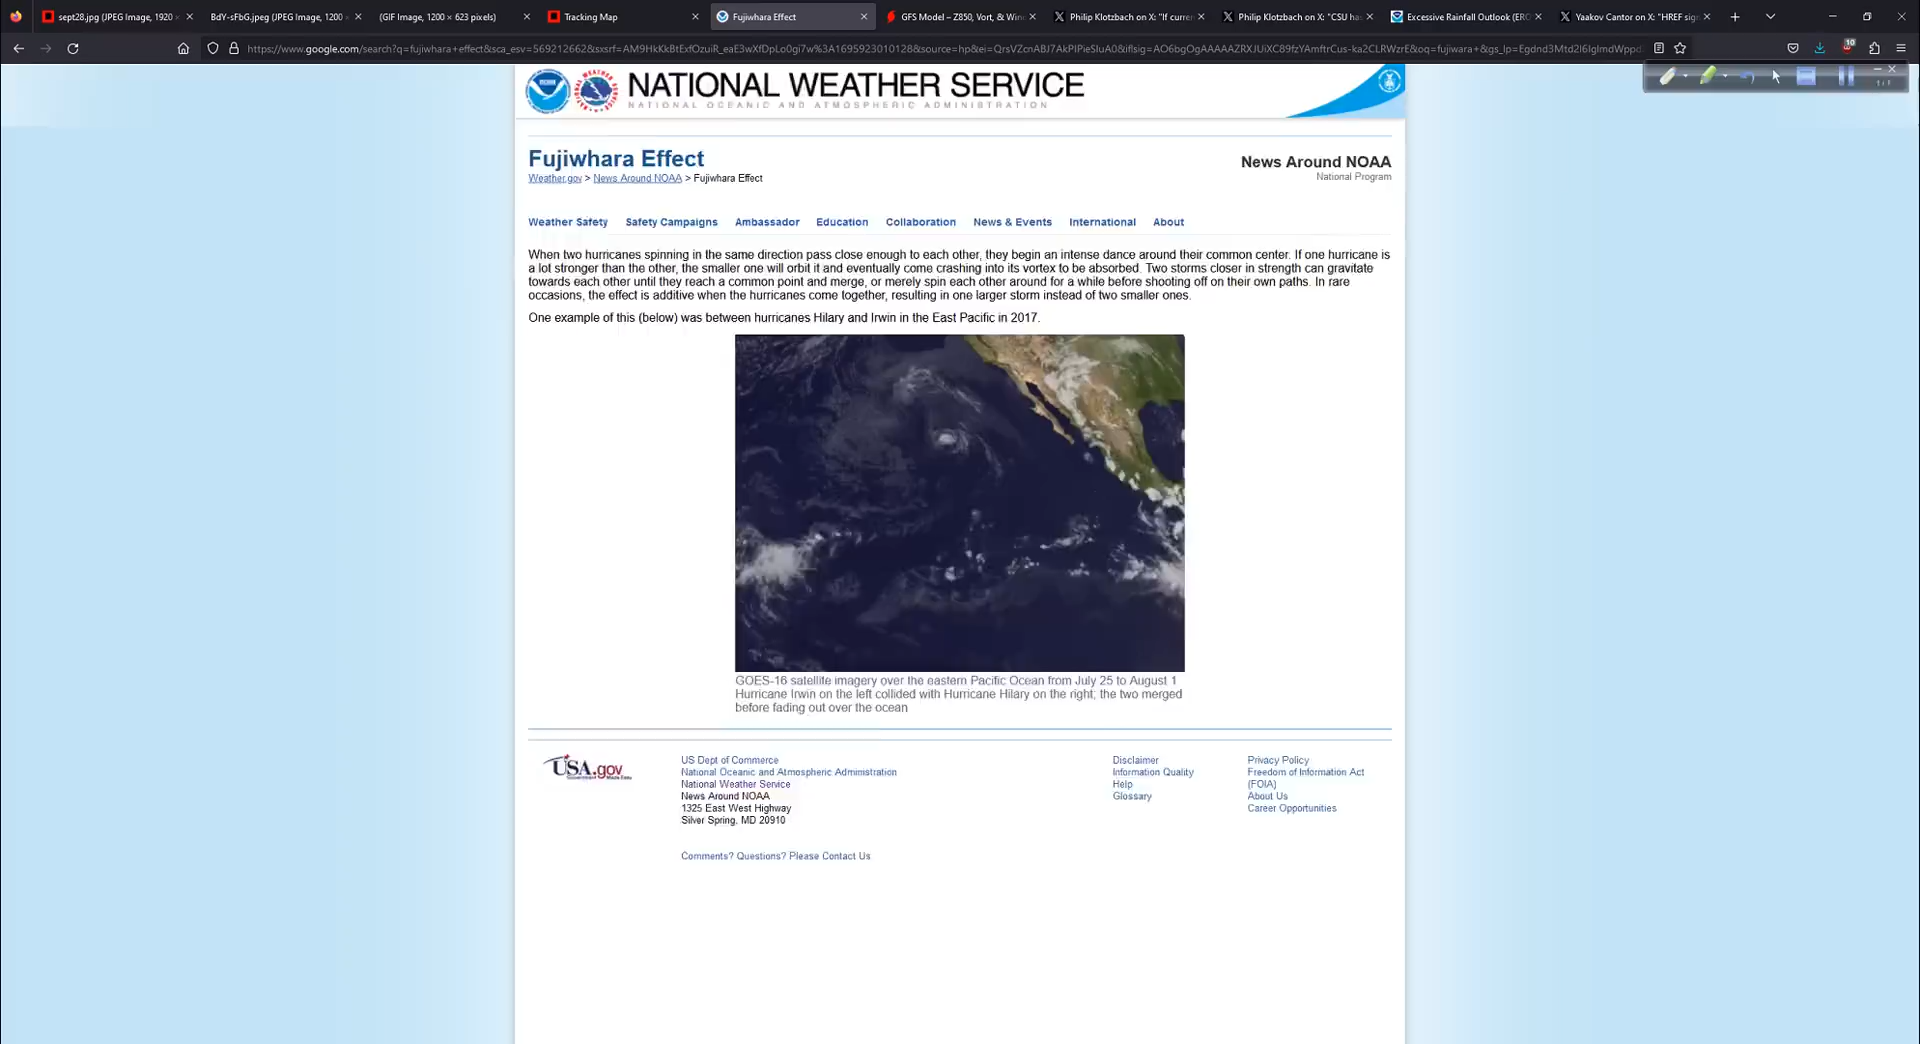 sept28.jpg (JPEG Image, 1920 ×
BdY-sFbG.jpeg (JPEG Image, 1200 ×
(GIF Image, 1200 × 623 pixels)
Tracking Map
Fujiwhara Effect
GFS Model – Z850, Vort, & Win
Philip Klotzbach on X: "If curre
Philip Klotzbach on X: "CSU ha
Excessive Rainfall Outlook (ERO
Yaakov Cantor on X: "HREF sig
NATIONAL WEATHER SERVICE
NATIONAL OCEANIC AND ATMOSPHERIC ADMINISTRATION
Fujiwhara Effect
Weather.gov > News Around NOAA > Fujiwhara Effect
News Around NOAA
National Program
Weather Safety Safety Campaigns Ambassador Education Collaboration News & Events International About
When two hurricanes spinning in the same direction pass close enough to each other, they begin an intense dance around their common center. If one hurricane is
a lot stronger than the other, the smaller one will orbit it and eventually come crashing into its vortex to be absorbed. Two storms closer in strength can gravitate
towards each other until they reach a common point and merge, or merely spin each other around for a while before shooting off on their own paths. In rare
occasions, the effect is additive when the hurricanes come together, resulting in one larger storm instead of two smaller ones.
One example of this (below) was between hurricanes Hilary and Irwin in the East Pacific in 2017.
GOES-16 satellite imagery over the eastern Pacific Ocean from July 25 to August 1
Hurricane Irwin on the left collided with Hurricane Hilary on the right; the two merged
before fading out over the ocean
USA.gov
US Dept of Commerce
National Oceanic and Atmospheric Administration
National Weather Service
News Around NOAA
1325 East West Highway
Silver Spring, MD 20910
Comments? Questions? Please Contact Us
Disclaimer
Information Quality
Help
Glossary
Privacy Policy
Freedom of Information Act
(FOIA)
About Us
Career Opportunities